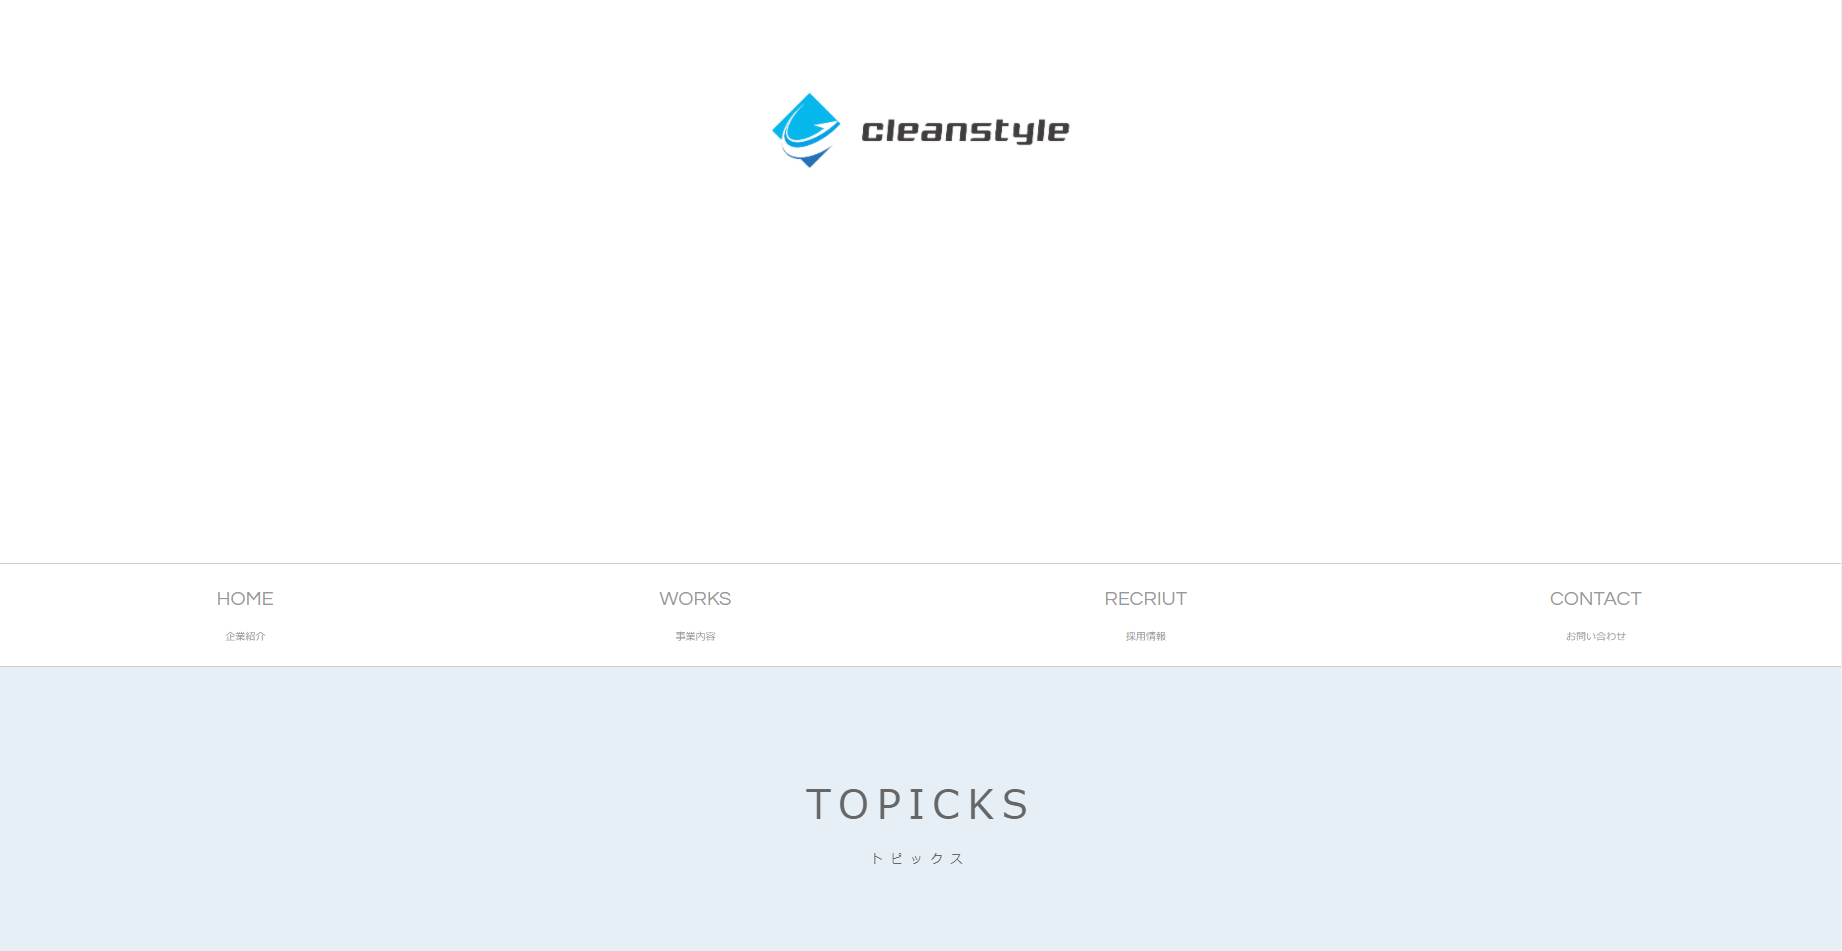 cleanstyle
HOME
企業紹介
WORKS
事業内容
RECRIUT
採用情報
CONTACT
お問い合わせ
TOPICKS
トピックス